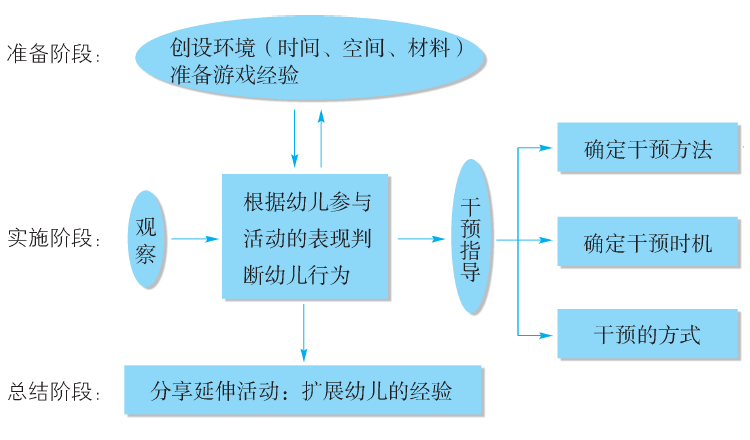 准备阶段：
创设环境（时间、空间、材料）
准备游戏经验
实施阶段：
观察
根据幼儿参与
活动的表现判
断幼儿行为
干预指导
确定干预方法
确定干预时机
干预的方式
总结阶段：
分享延伸活动：扩展幼儿的经验